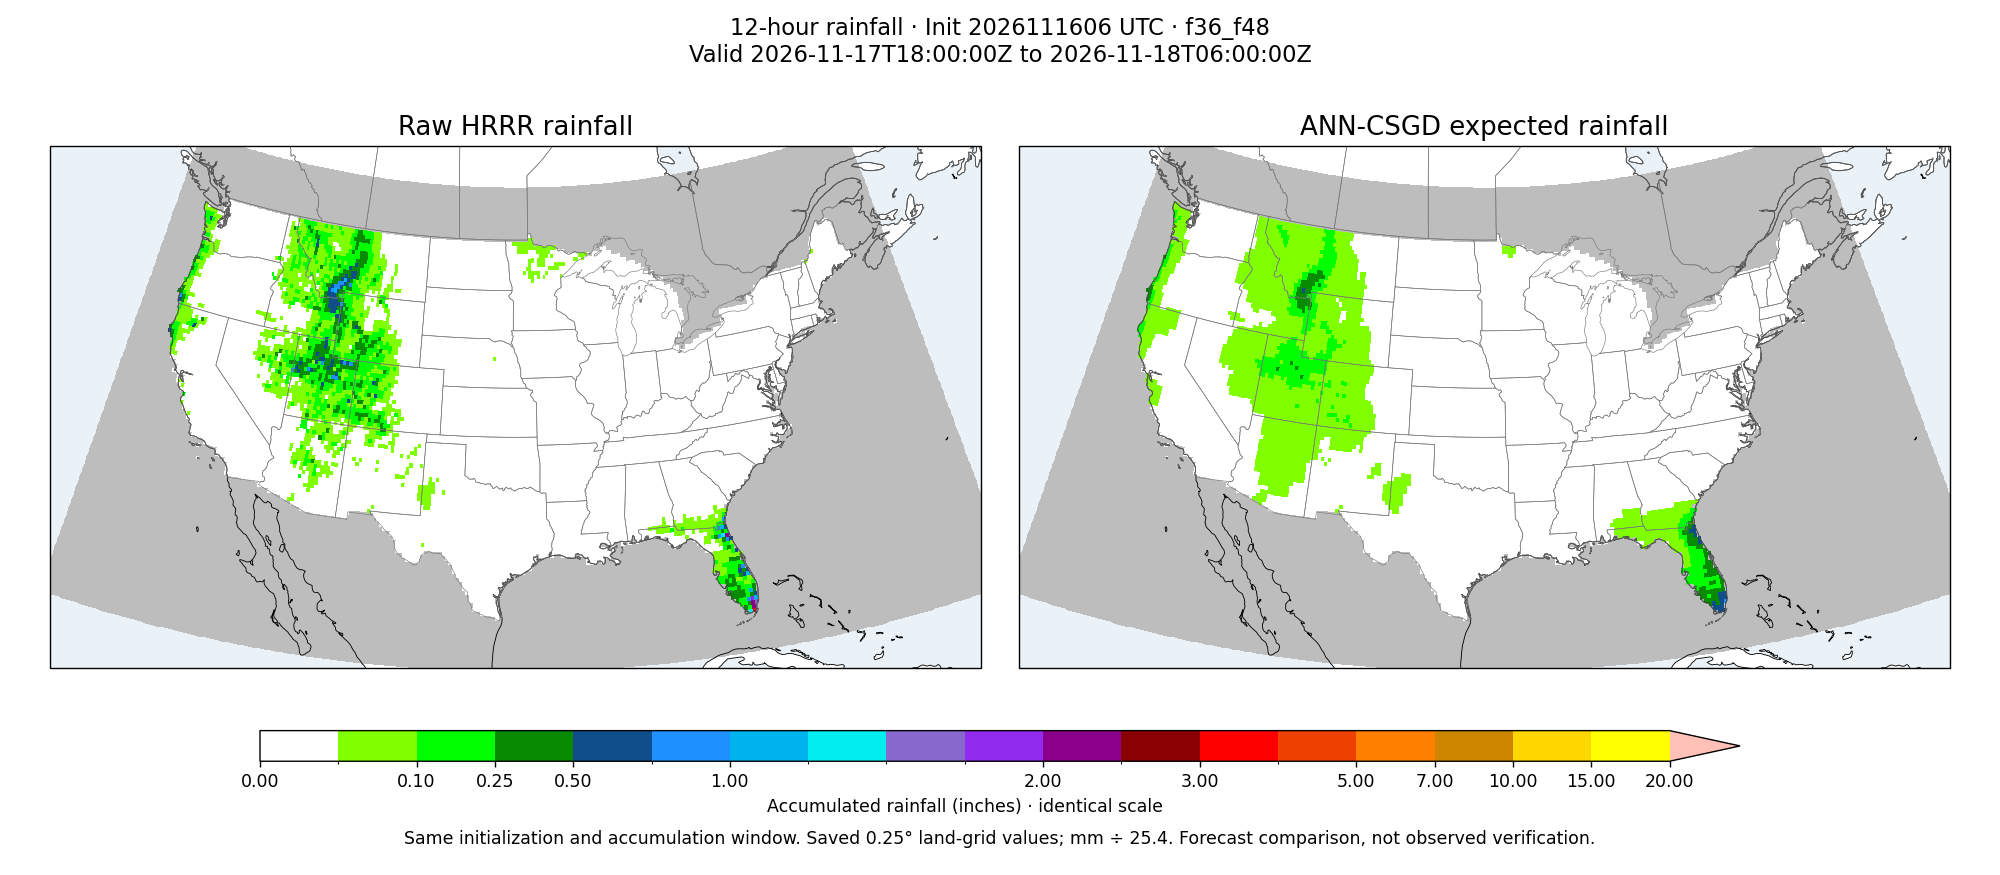 12-hour rainfall · Init 2026111606 UTC · f36_f48
Valid 2026-11-17T18:00:00Z to 2026-11-18T06:00:00Z
Raw HRRR rainfall
ANN-CSGD expected rainfall
0.00 0.10 0.25 0.50 1.00 2.00 3.00 5.00 7.00 10.00 15.00 20.00
Accumulated rainfall (inches) · identical scale
Same initialization and accumulation window. Saved 0.25° land-grid values; mm ÷ 25.4. Forecast comparison, not observed verification.